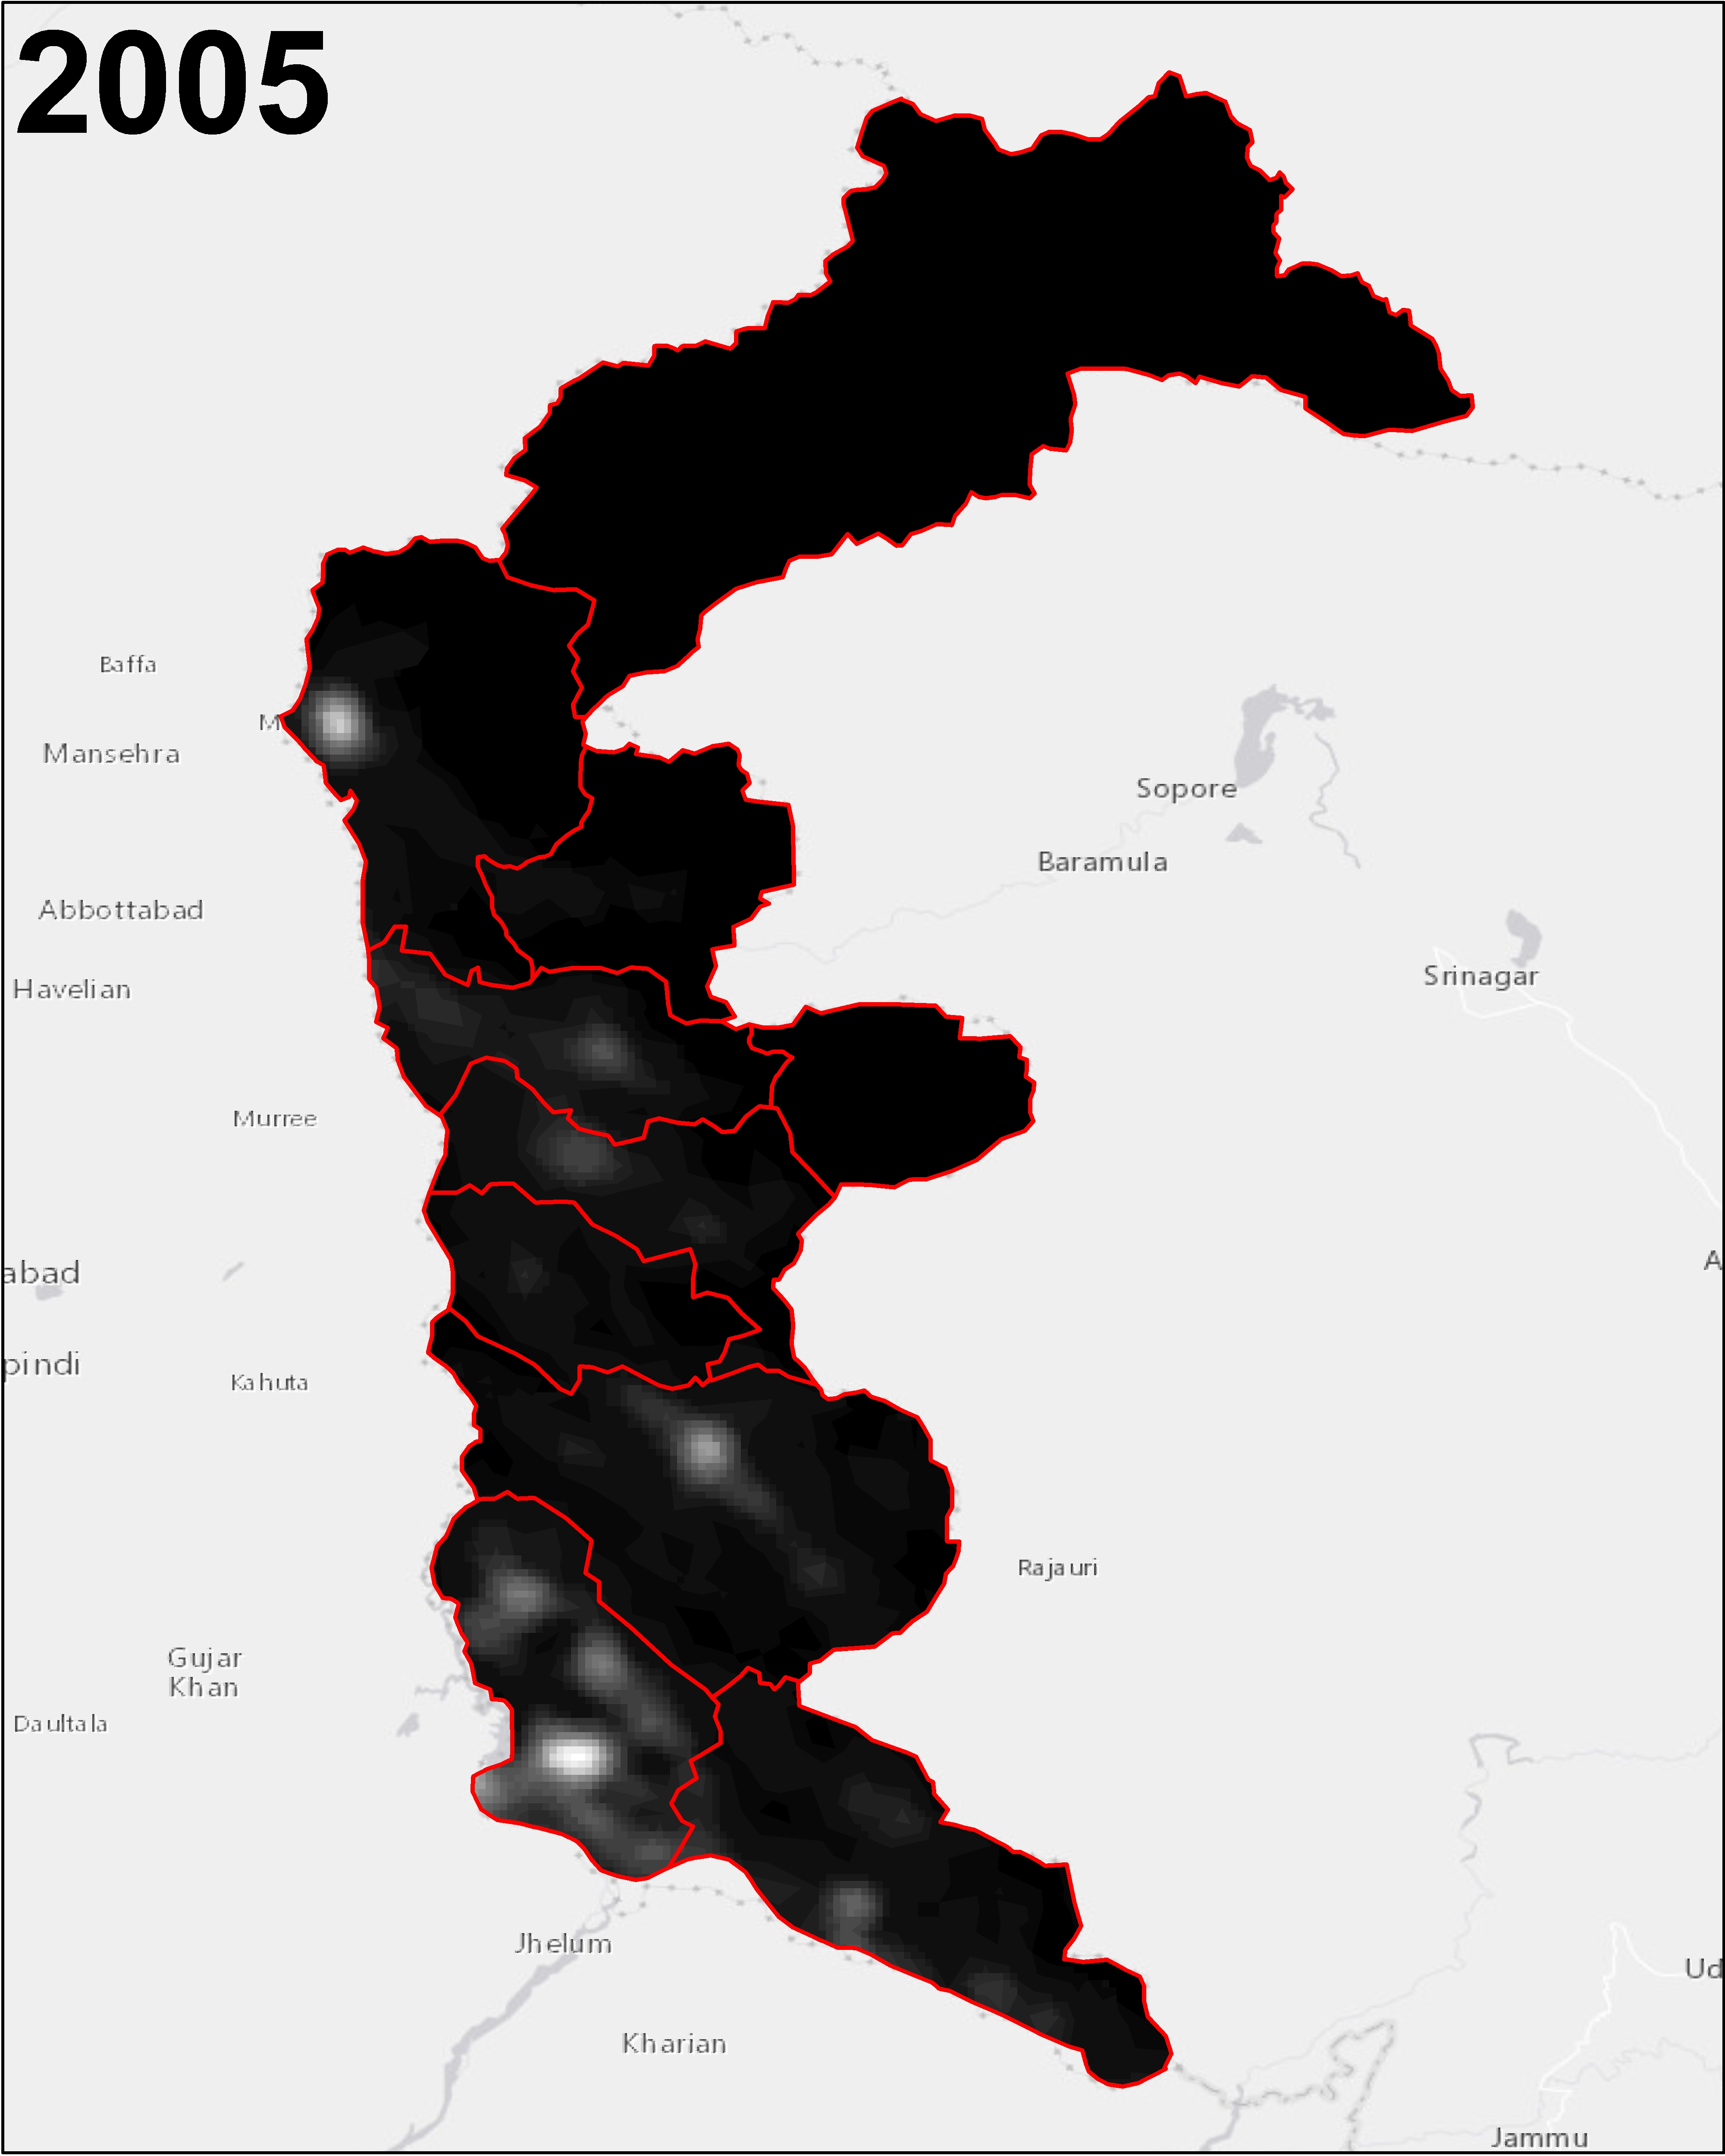 2005
Baffa
M
Mansehra
Sopore
Baramula
Abbottabad
Srinagar
Havelian
Murree
abad
A
pindi
Kahuta
Rajauri
Gujar
Khan
Daultala
Jhelum
Ud
Kharian
Jammu